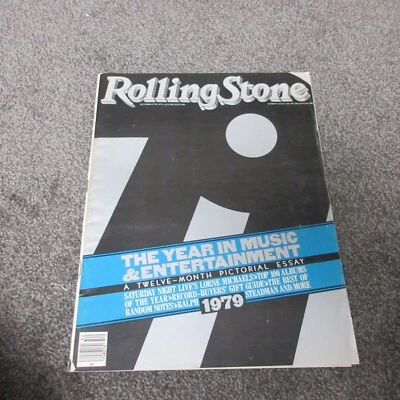 Rolling Stone
THE YEAR IN MUSIC
& ENTERTAINMENT
A TWELVE-MONTH PICTORIAL ESSAY
SATURDAY NIGHT LIVE'S LORNE MICHAELS•TOP 100 ALBUMS
OF THE YEAR•RECORD-BUYERS' GIFT GUIDE•THE BEST OF
RANDOM NOTES•RALPH STEADMAN AND MORE
1979